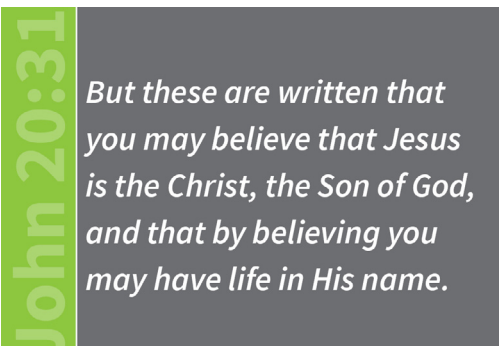 John 20:31
But these are written that
you may believe that Jesus
is the Christ, the Son of God,
and that by believing you
may have life in His name.